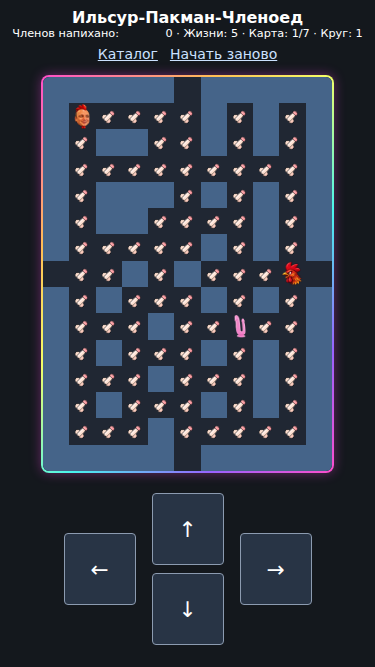 Ильсур-Пакман-Членоед
Членов напихано: 0 · Жизни: 5 · Карта: 1/7 · Круг: 1
Каталог Начать заново
↑
← →
↓